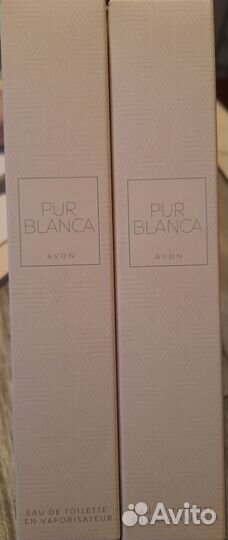 PUR
BLANCA
AVON
EAU DE TOILETTE
EN VAPORISATEUR
PUR
BLANCA
AVON
Avito